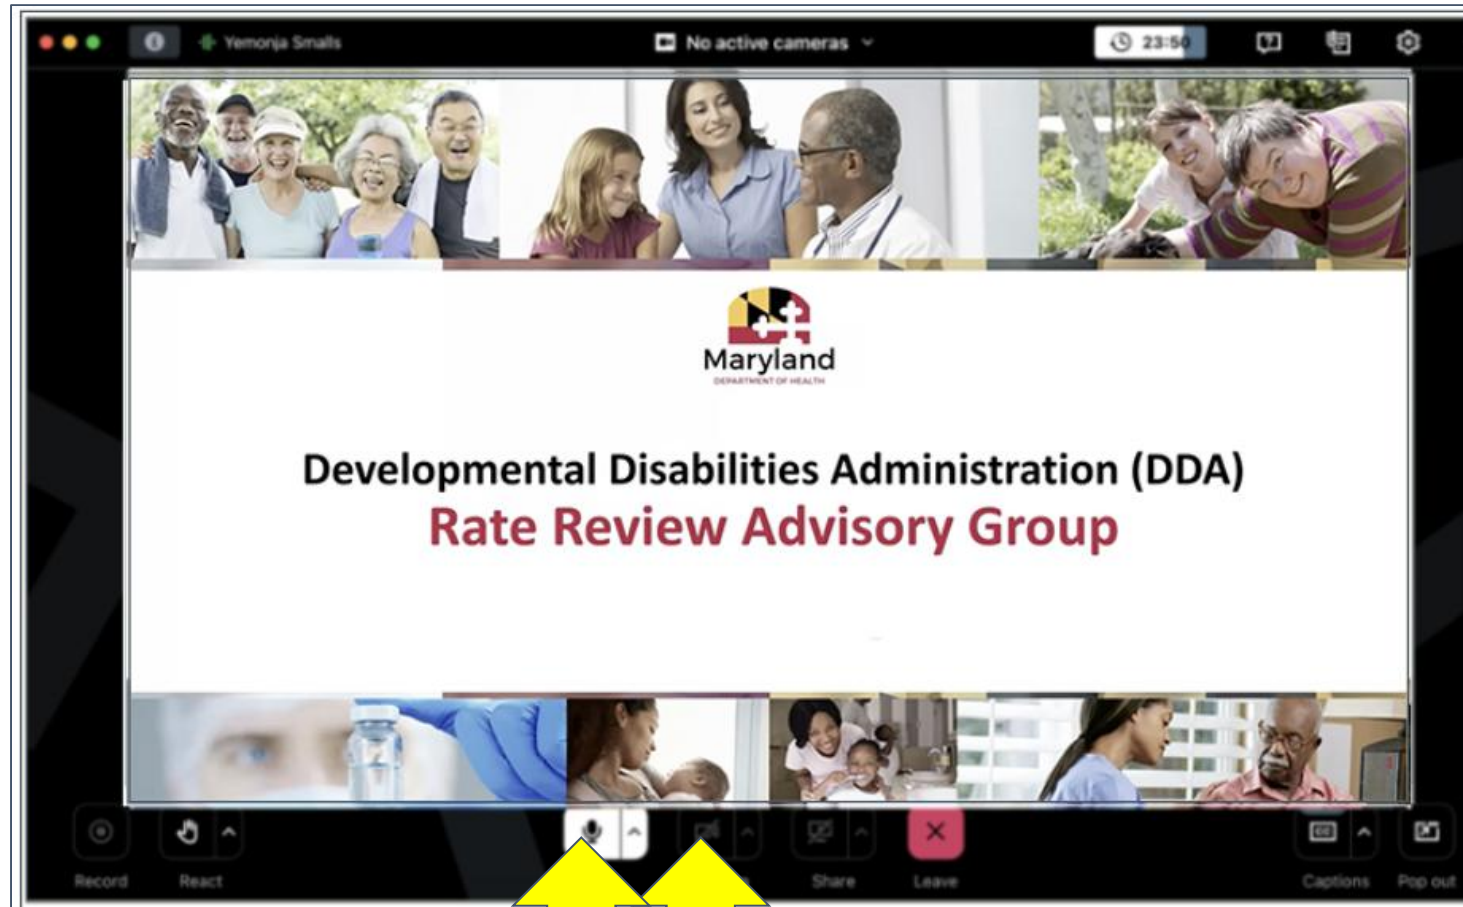 Yemonja Smalls
No active cameras
23:50
Maryland
DEPARTMENT OF HEALTH
Developmental Disabilities Administration (DDA)
Rate Review Advisory Group
Record
React
Share
Leave
CC
Captions
Pop out